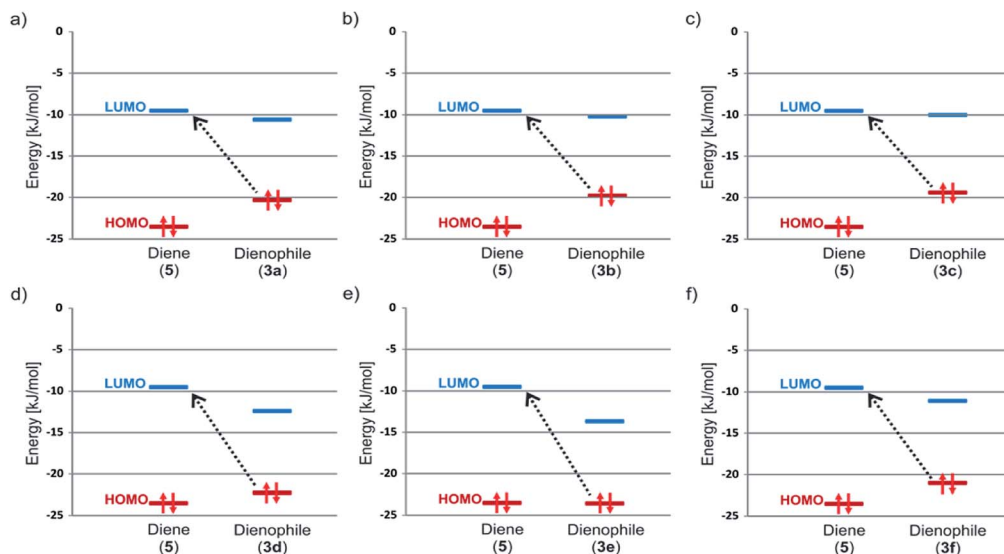 a)
0
-5
-10
-15
-20
-25
Energy [kJ/mol]
LUMO
HOMO
Diene
(5)
Dienophile
(3a)
b)
0
-5
-10
-15
-20
-25
Energy [kJ/mol]
LUMO
HOMO
Diene
(5)
Dienophile
(3b)
c)
0
-5
-10
-15
-20
-25
Energy [kJ/mol]
LUMO
HOMO
Diene
(5)
Dienophile
(3c)
d)
0
-5
-10
-15
-20
-25
Energy [kJ/mol]
LUMO
HOMO
Diene
(5)
Dienophile
(3d)
e)
0
-5
-10
-15
-20
-25
Energy [kJ/mol]
LUMO
HOMO
Diene
(5)
Dienophile
(3e)
f)
0
-5
-10
-15
-20
-25
Energy [kJ/mol]
LUMO
HOMO
Diene
(5)
Dienophile
(3f)